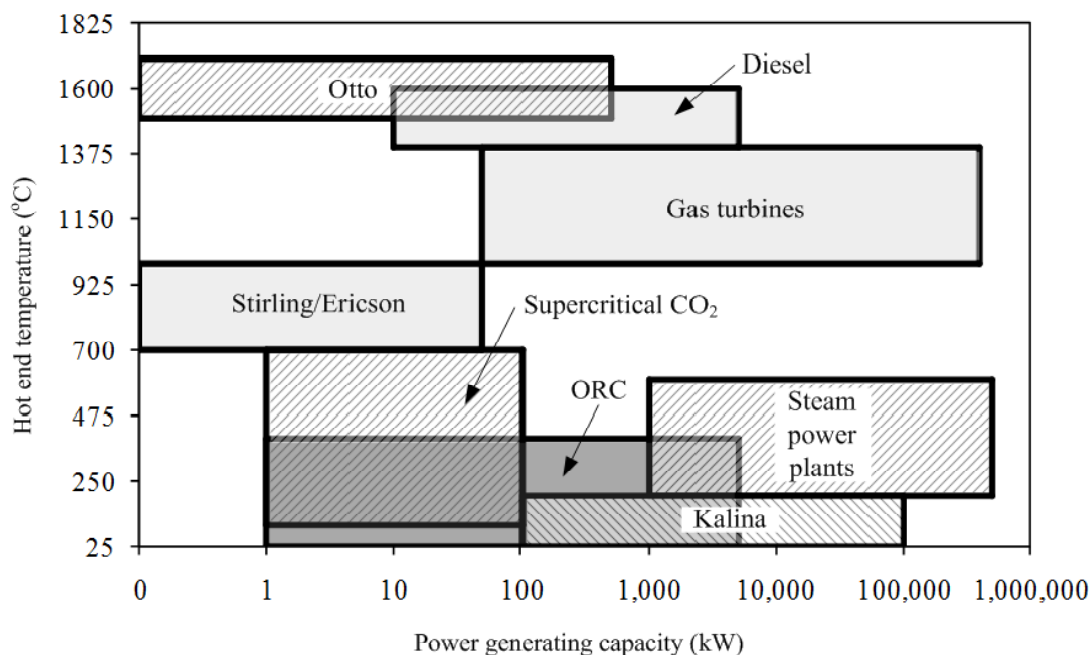 1825
1600
1375
1150
925
700
475
250
25
Hot end temperature (°C)
Otto
Diesel
Gas turbines
Stirling/Ericson
Supercritical CO₂
ORC
Steam
power
plants
Kalina
0 1 10 100 1,000 10,000 100,000 1,000,000
Power generating capacity (kW)